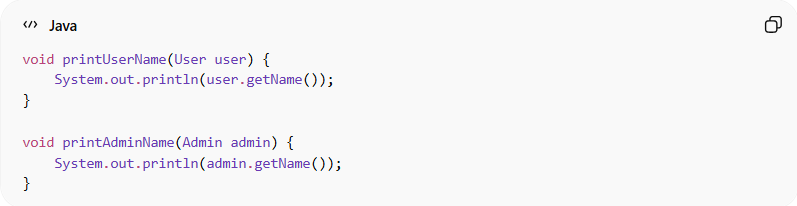 </> Java
void printUserName(User user) {
    System.out.println(user.getName());
}

void printAdminName(Admin admin) {
    System.out.println(admin.getName());
}